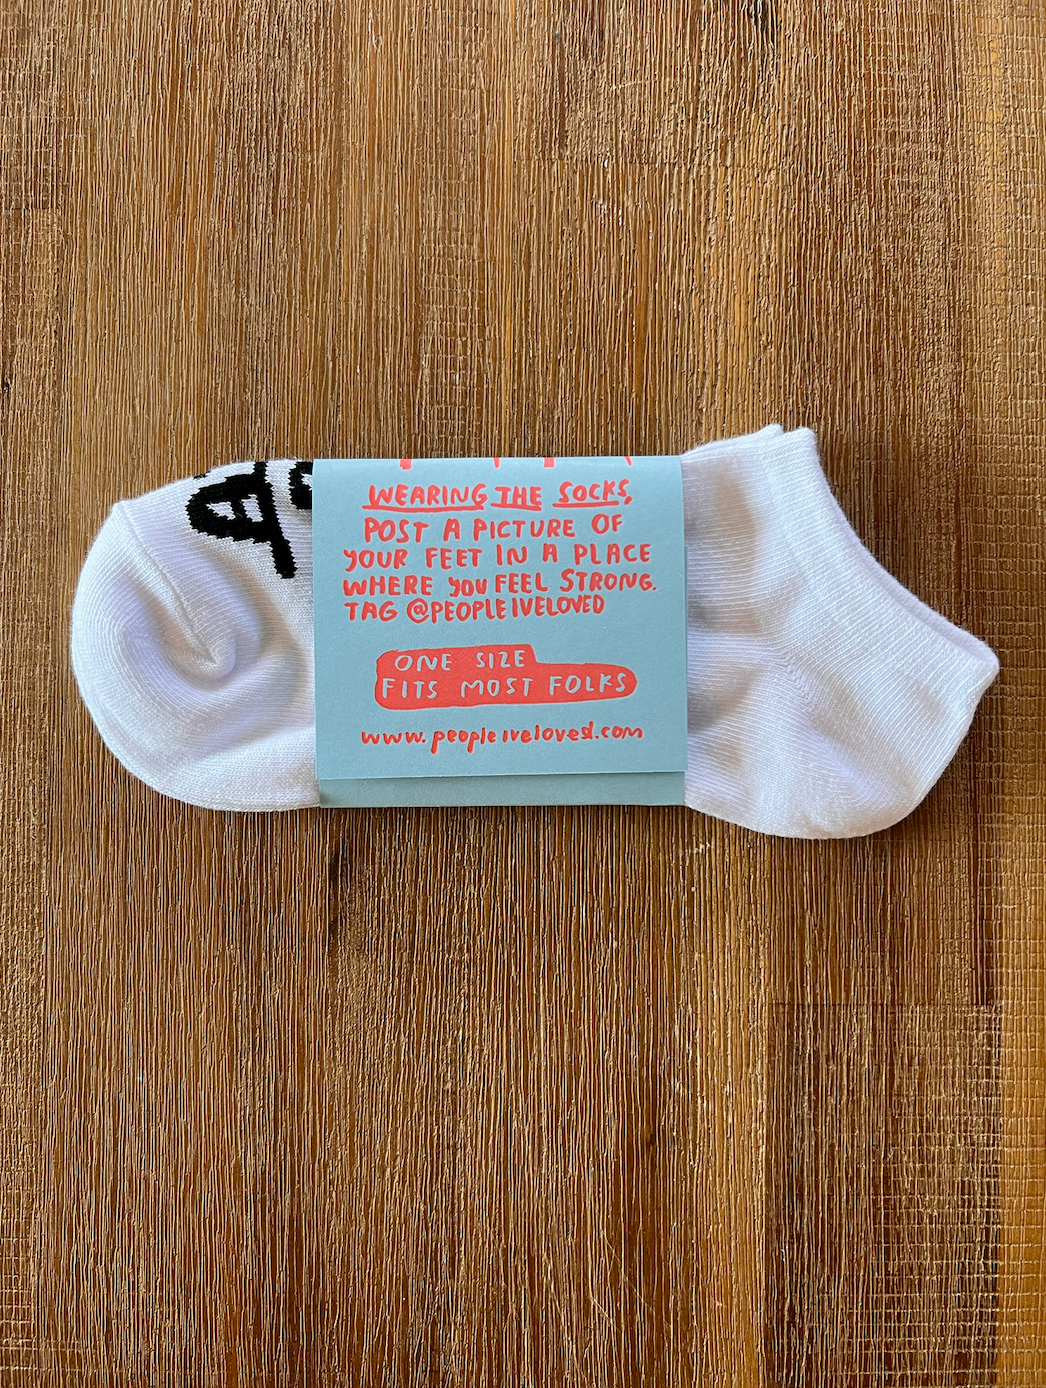 WEARING THE SOCKS,
POST A PICTURE OF
YOUR FEET IN A PLACE
WHERE YOU FEEL STRONG.
TAG @PEOPLEIVELOVED
ONE SIZE
FITS MOST FOLKS
www.peopleiveloved.com